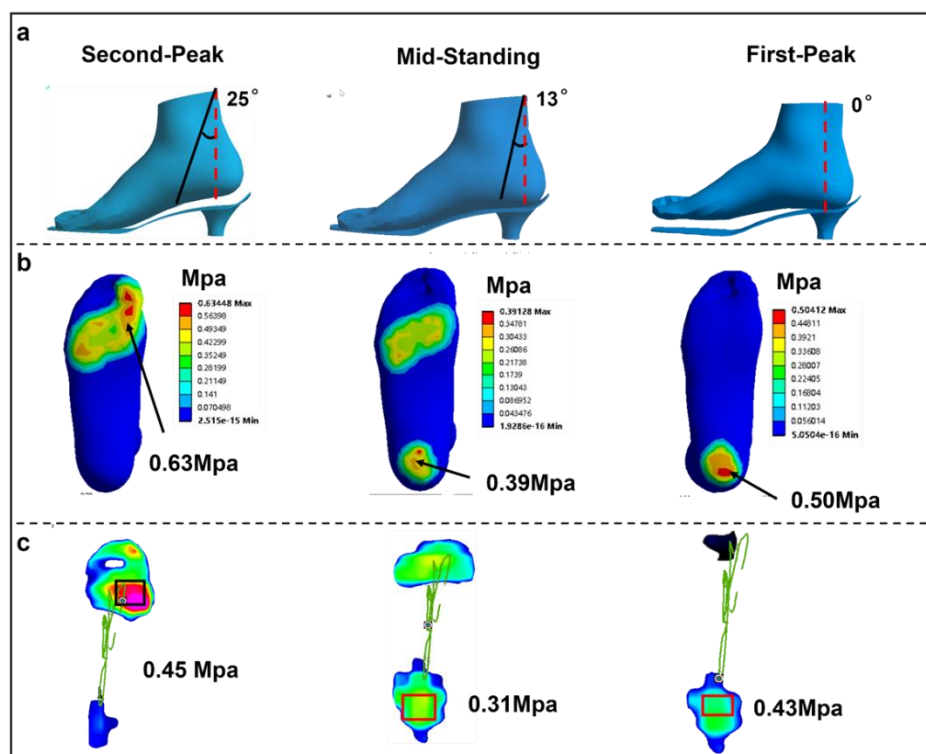 a
Second-Peak
Mid-Standing
First-Peak
25°
13°
0°
b
Mpa
0.63448 Max
0.56398
0.49349
0.42299
0.35249
0.28199
0.21149
0.141
0.070498
2.515e-15 Min
0.63Mpa
Mpa
0.39128 Max
0.34781
0.30433
0.26086
0.21738
0.1739
0.13043
0.086952
0.043476
1.9286e-16 Min
0.39Mpa
Mpa
0.50412 Max
0.44811
0.3921
0.33608
0.28007
0.22405
0.16804
0.11203
0.056014
5.0504e-16 Min
0.50Mpa
c
0.45 Mpa
0.31Mpa
0.43Mpa